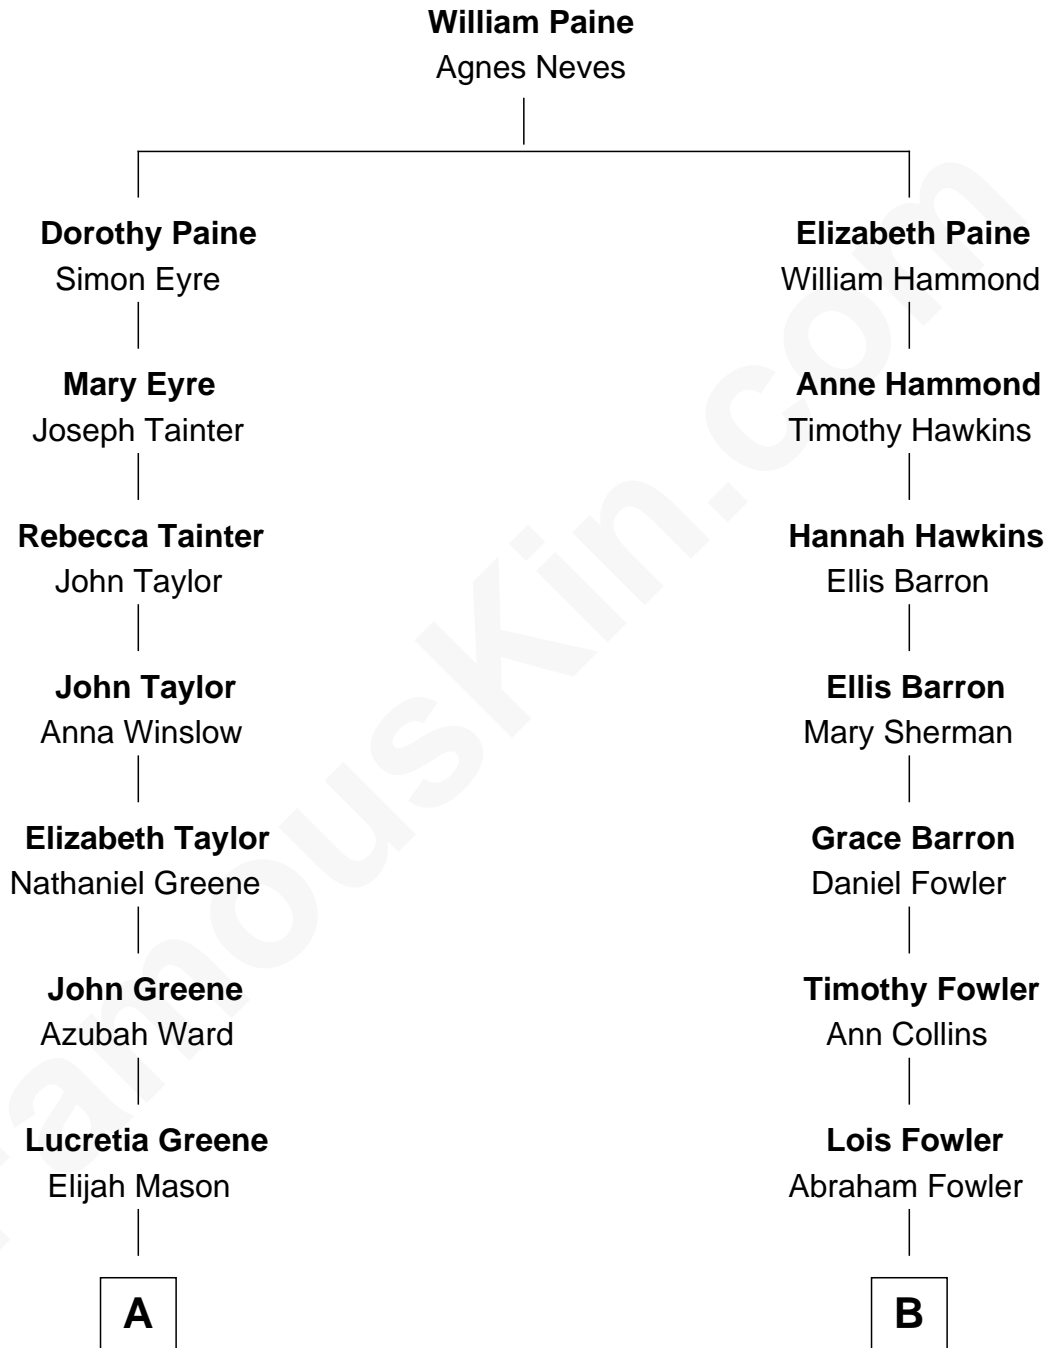 William Paine
Agnes Neves
Dorothy Paine
Simon Eyre
Elizabeth Paine
William Hammond
Mary Eyre
Joseph Tainter
Anne Hammond
Timothy Hawkins
Rebecca Tainter
John Taylor
Hannah Hawkins
Ellis Barron
John Taylor
Anna Winslow
Ellis Barron
Mary Sherman
Elizabeth Taylor
Nathaniel Greene
Grace Barron
Daniel Fowler
John Greene
Azubah Ward
Timothy Fowler
Ann Collins
Lucretia Greene
Elijah Mason
Lois Fowler
Abraham Fowler
A
B
FamousKin.com